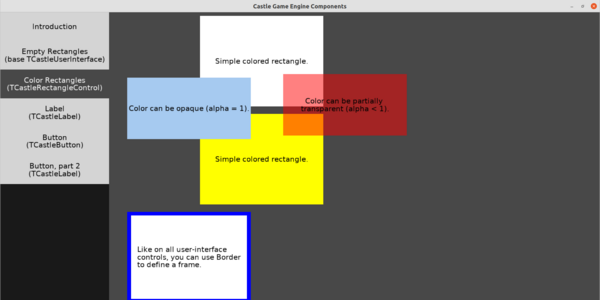 Castle Game Engine Components
Introduction
Empty Rectangles
(base TCastleUserInterface)
Color Rectangles
(TCastleRectangleControl)
Label
(TCastleLabel)
Button
(TCastleButton)
Button, part 2
(TCastleLabel)
Simple colored rectangle.
Color can be opaque (alpha = 1).
Color can be partially
transparent (alpha < 1).
Simple colored rectangle.
Like on all user-interface
controls, you can use Border
to define a frame.